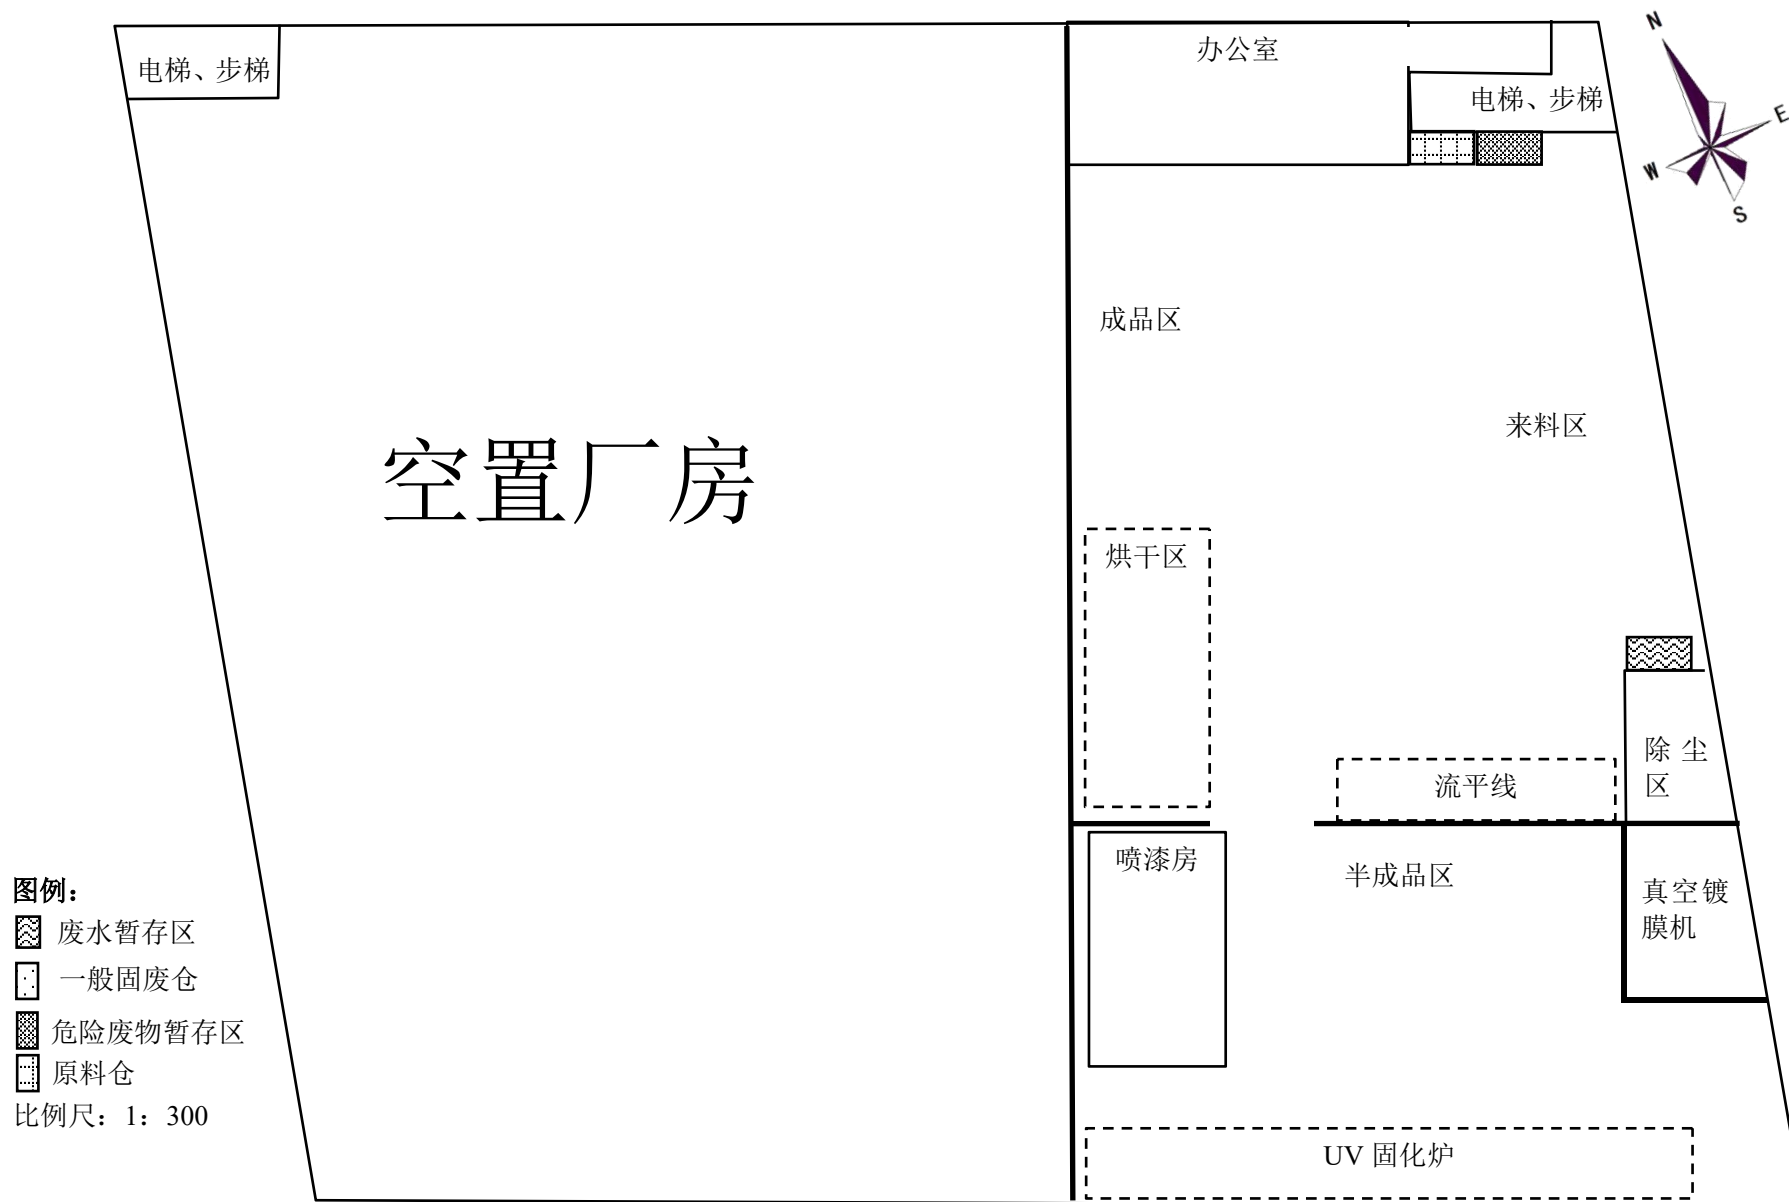 电梯、步梯
办公室
电梯、步梯
N
E
W
S
成品区
来料区
空置厂房
烘干区
除尘
区
流平线
喷漆房
半成品区
真空镀
膜机
图例：
废水暂存区
一般固废仓
危险废物暂存区
原料仓
比例尺：1：300
UV 固化炉